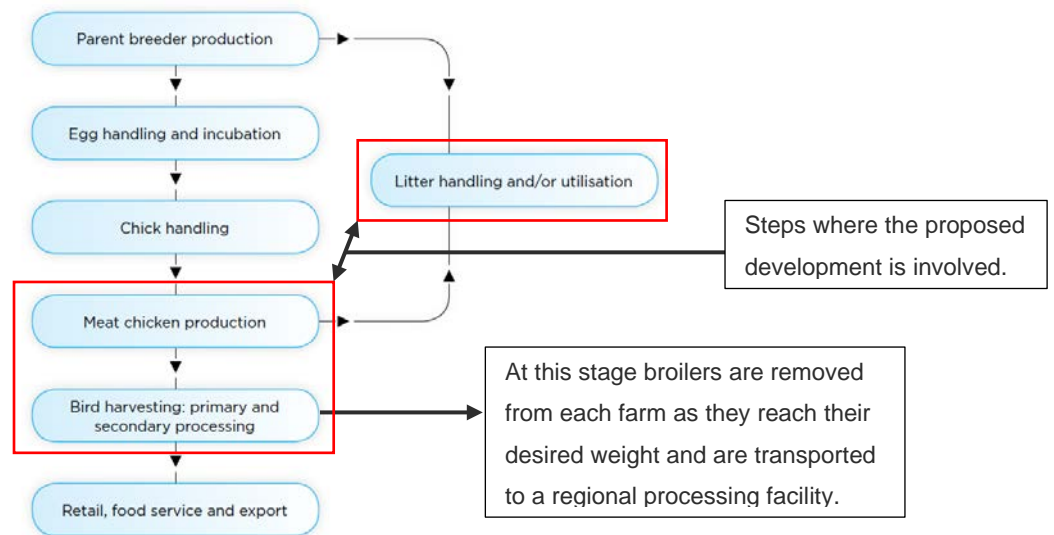 Parent breeder production
Egg handling and incubation
Litter handling and/or utilisation
Chick handling
Steps where the proposed
development is involved.
Meat chicken production
At this stage broilers are removed
from each farm as they reach their
desired weight and are transported
to a regional processing facility.
Bird harvesting: primary and
secondary processing
Retail, food service and export